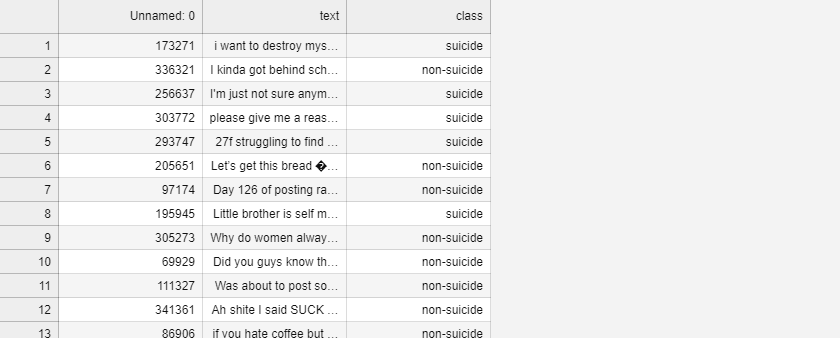 Unnamed: 0 text class
1 173271 i want to destroy mys... suicide
2 336321 I kinda got behind sch... non-suicide
3 256637 I'm just not sure anym... suicide
4 303772 please give me a reas... suicide
5 293747 27f struggling to find ... suicide
6 205651 Let's get this bread �... non-suicide
7 97174 Day 126 of posting ra... non-suicide
8 195945 Little brother is self m... suicide
9 305273 Why do women alway... non-suicide
10 69929 Did you guys know th... non-suicide
11 111327 Was about to post so... non-suicide
12 341361 Ah shite I said SUCK ... non-suicide
13 86906 if you hate coffee but ... non-suicide